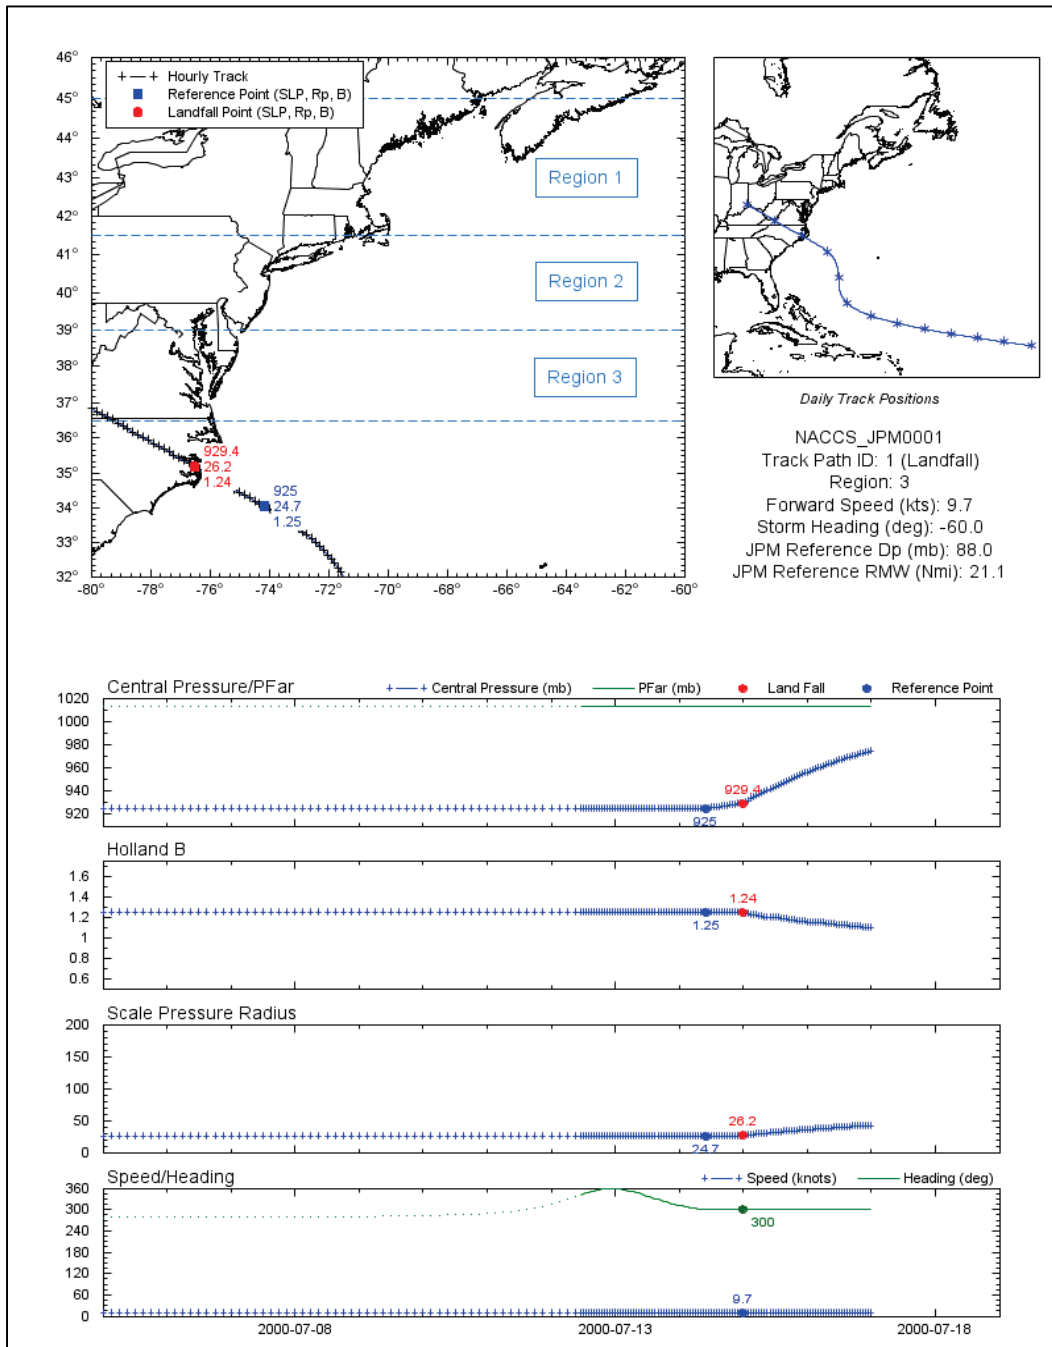 46°
45°
44°
43°
42°
41°
40°
39°
38°
37°
36°
35°
34°
33°
32°
-80° -78° -76° -74° -72° -70° -68° -66° -64° -62° -60°
Hourly Track
Reference Point (SLP, Rp, B)
Landfall Point (SLP, Rp, B)
Region 1
Region 2
Region 3
929.4
26.2
1.24
925
24.7
1.25
Daily Track Positions
NACCS_JPM0001
Track Path ID: 1 (Landfall)
Region: 3
Forward Speed (kts): 9.7
Storm Heading (deg): -60.0
JPM Reference Dp (mb): 88.0
JPM Reference RMW (Nmi): 21.1
Central Pressure/PFar
Central Pressure (mb) PFar (mb) Land Fall Reference Point
1020
1000
980
960
940
920
929.4
925
Holland B
1.6
1.4
1.2
1
0.8
0.6
1.24
1.25
Scale Pressure Radius
200
150
100
50
0
26.2
24.7
Speed/Heading
Speed (knots) Heading (deg)
360
300
240
180
120
60
0
300
9.7
2000-07-08 2000-07-13 2000-07-18